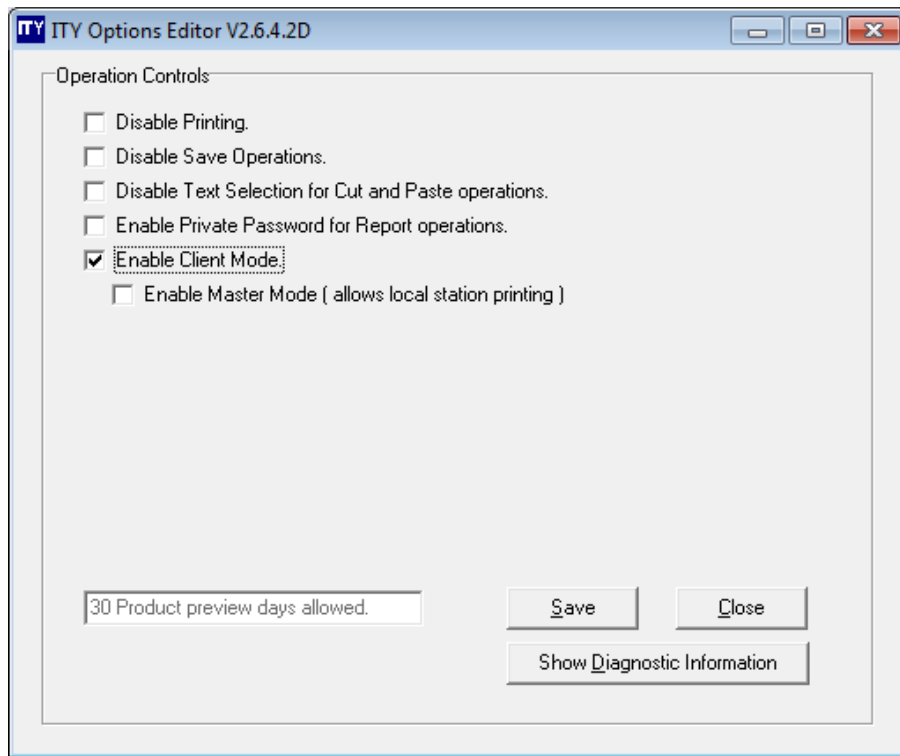 ITY ITY Options Editor V2.6.4.2D
Operation Controls
Disable Printing.
Disable Save Operations.
Disable Text Selection for Cut and Paste operations.
Enable Private Password for Report operations.
Enable Client Mode.
Enable Master Mode ( allows local station printing )
30 Product preview days allowed.
Save
Close
Show Diagnostic Information